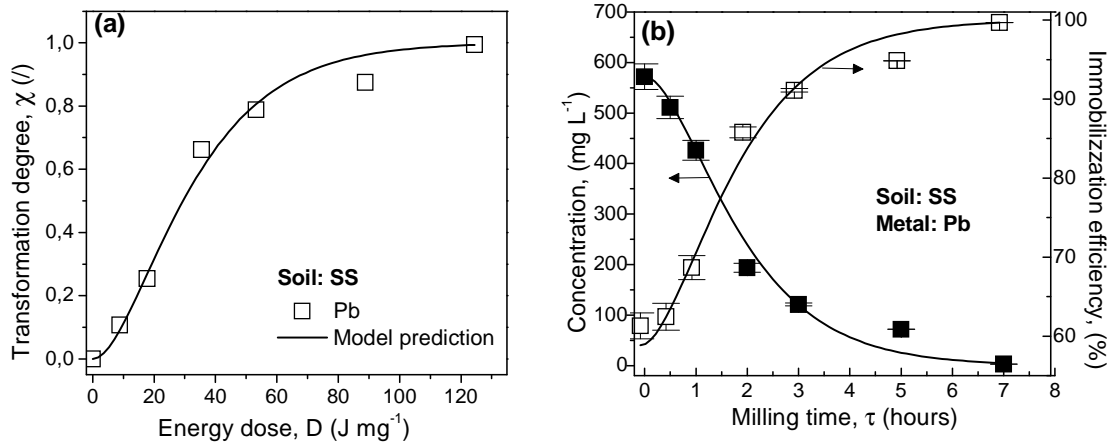 (a)
1,0
0,8
0,6
0,4
0,2
0,0
Transformation degree, χ (/)
Soil: SS
Pb
Model prediction
0 20 40 60 80 100 120
Energy dose, D (J mg⁻¹)
(b)
700
600
500
400
300
200
100
0
Concentration, (mg L⁻¹)
Soil: SS
Metal: Pb
100
90
80
70
60
Immobilizzation efficiency, (%)
0 1 2 3 4 5 6 7 8
Milling time, τ (hours)